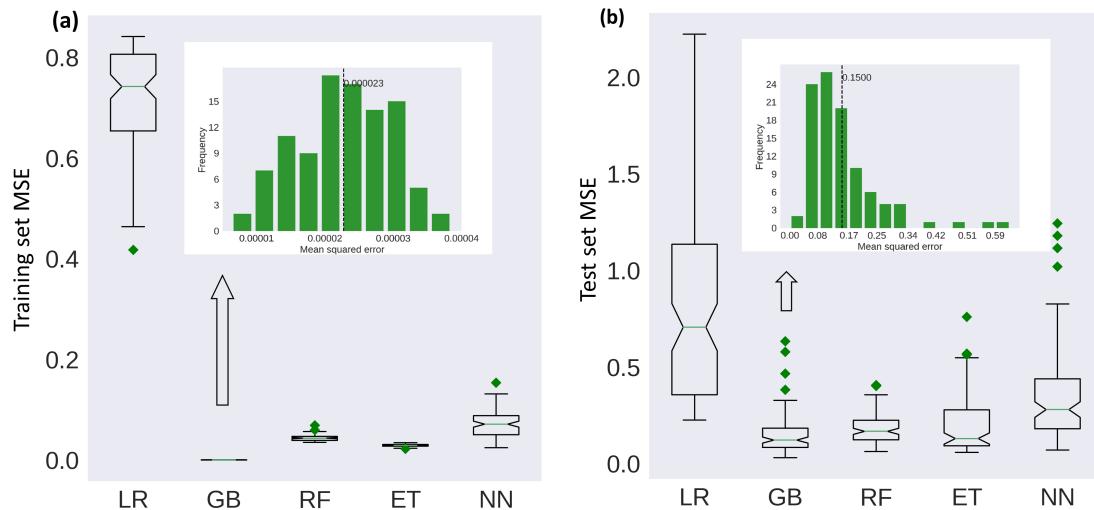 (a)
Training set MSE
0.8
0.6
0.4
0.2
0.0
LR GB RF ET NN
0.000023
Frequency
15
12
9
6
3
0
0.00001 0.00002 0.00003 0.00004
Mean squared error
(b)
Test set MSE
2.0
1.5
1.0
0.5
0.0
LR GB RF ET NN
0.1500
Frequency
24
21
18
15
12
9
6
3
0
0.00 0.08 0.17 0.25 0.34 0.42 0.51 0.59
Mean squared error